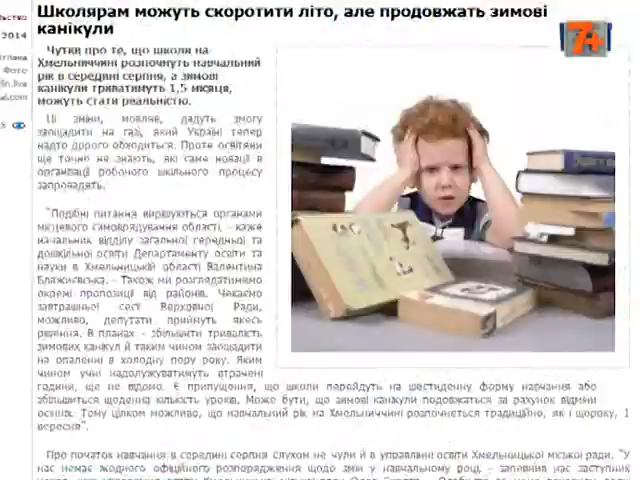 Школярам можуть скоротити літо, але продовжать зимові
канікули
2014
Фото
Чутки про те, що школи на
Хмельниччині розпочнуть навчальний
рік в середині серпня, а зимові
канікули триватимуть 1,5 місяця,
можуть стати реальністю.
Ці зміни, мовляв, дадуть змогу
заощадити на газі, який Україні тепер
надто дорого обходиться. Проте освітяни
ще точно не знають, які саме новації в
організації робочого шкільного процесу
запровадять.
"Подібні питання вирішуються органами
місцевого самоврядування області, - каже
начальник відділу загальної середньої та
дошкільної освіти Департаменту освіти та
науки в Хмельницькій області Валентина
Блажиєвська. - Також ми розглядатимемо
окремі пропозиції від районів. Чекаємо
завтрашньої сесії Верховної Ради,
можливо, депутати приймуть якесь
рішення. В планах - збільшити тривалість
зимових канікул й таким чином заощадити
на опаленні в холодну пору року. Яким
чином учні надолужуватимуть втрачені
години, ще не відомо. Є припущення, що школи перейдуть на шестиденну форму навчання або
збільшиться щоденна кількість уроків. Може бути, що зимові канікули подовжаться за рахунок відміни
осінніх. Тому цілком можливо, що навчальний рік на Хмельниччині розпочнеться традиційно, як і щороку, 1
вересня".
Про початок навчання в середині серпня слухом не чули й в управлінні освіти Хмельницької міської ради. "У
нас немає жодного офіційного розпорядження щодо змін у навчальному році, - запевнив нас заступник